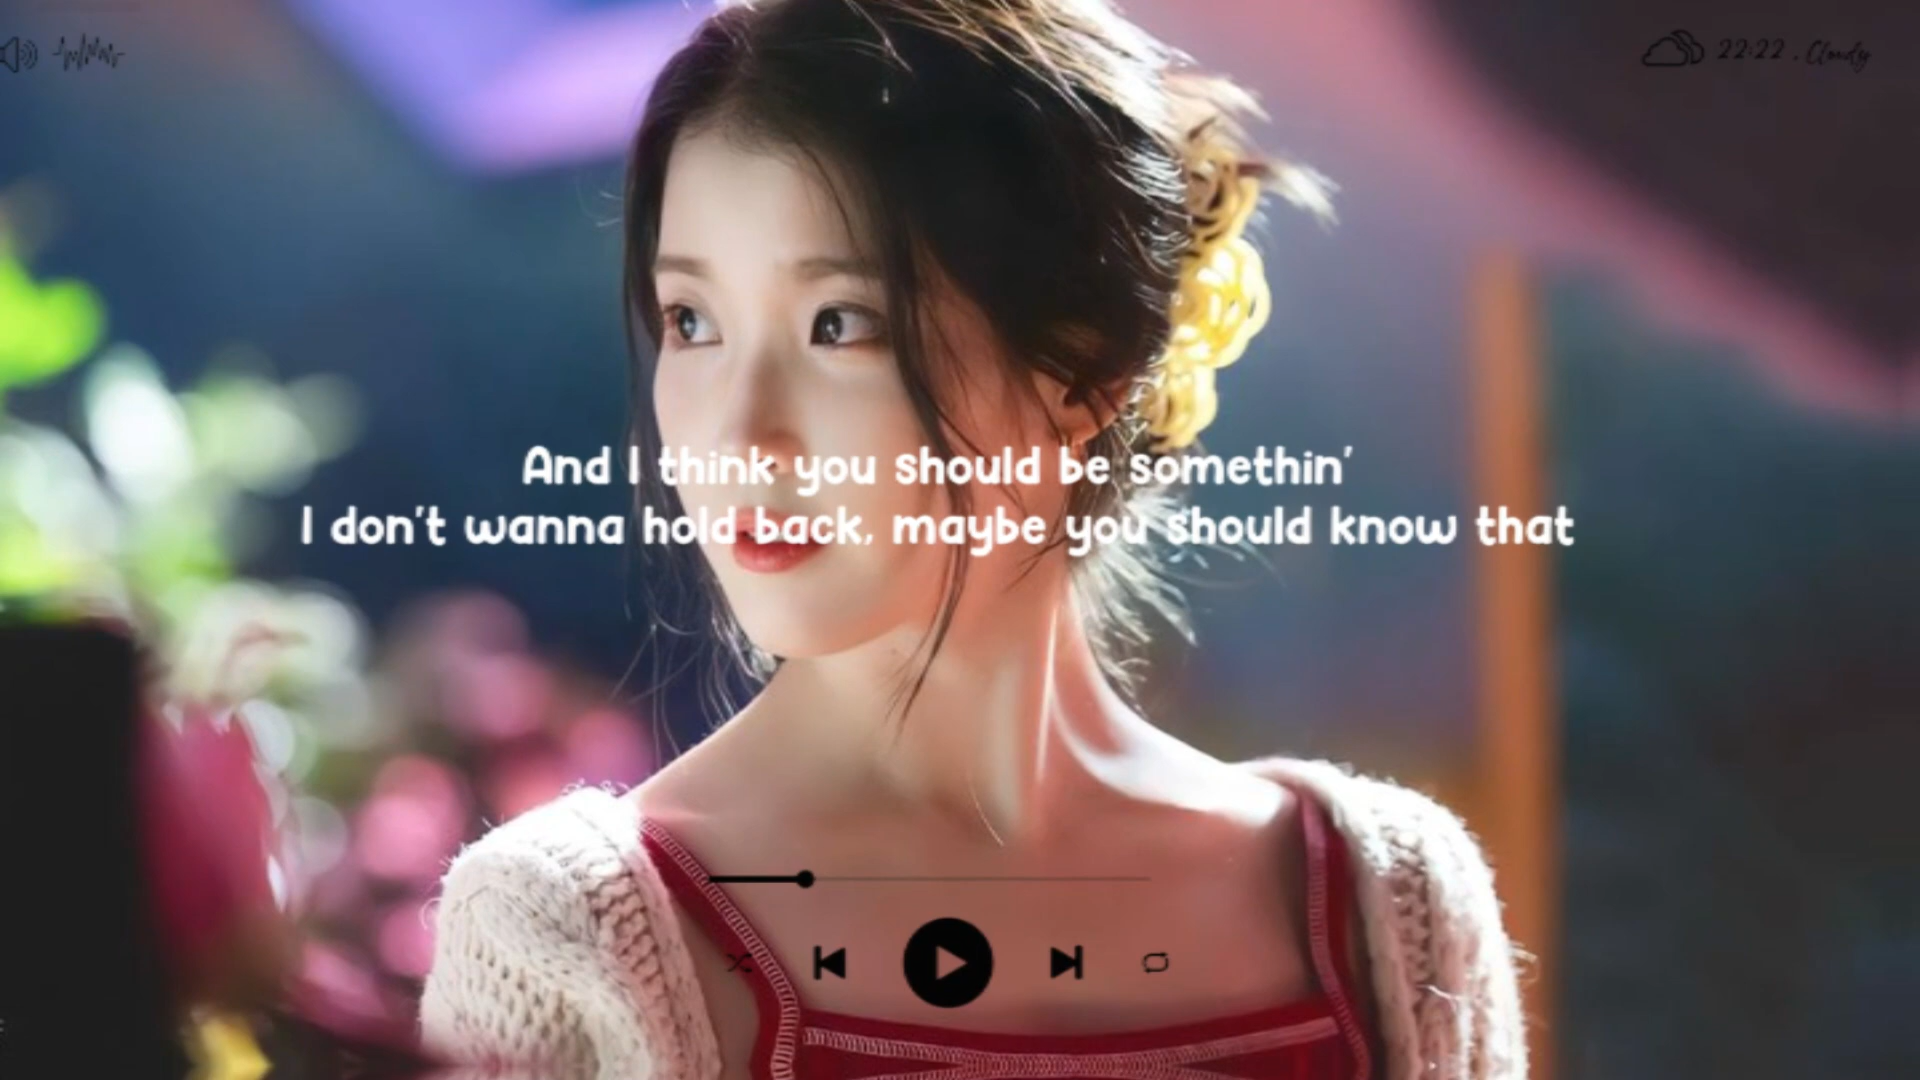 22:22 . Cloudy
And I think you should be somethin'
I don't wanna hold back, maybe you should know that